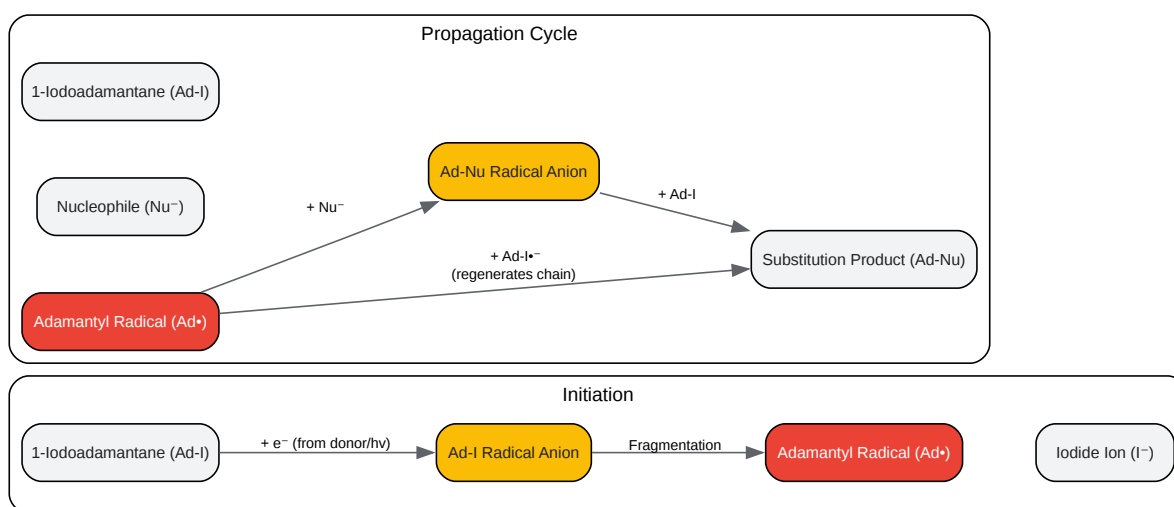 Propagation Cycle
1-Iodoadamantane (Ad-I)
Ad-Nu Radical Anion
+ Ad-I
Nucleophile (Nu⁻)
+ Nu⁻
+ Ad-I•⁻
(regenerates chain)
Substitution Product (Ad-Nu)
Adamantyl Radical (Ad•)
Initiation
1-Iodoadamantane (Ad-I)
+ e⁻ (from donor/hv)
Ad-I Radical Anion
Fragmentation
Adamantyl Radical (Ad•)
Iodide Ion (I⁻)